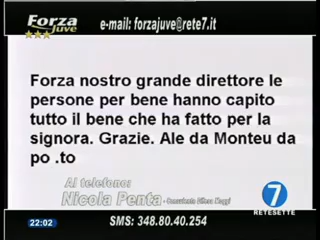 Forza
Juve
e-mail: forzajuve@rete7.it
Forza nostro grande direttore le
persone per bene hanno capito
tutto il bene che ha fatto per la
signora. Grazie. Ale da Monteu da
po .to
Al telefono:
Nicola Penta
7
RETESETTE
22:02
SMS: 348.80.40.254